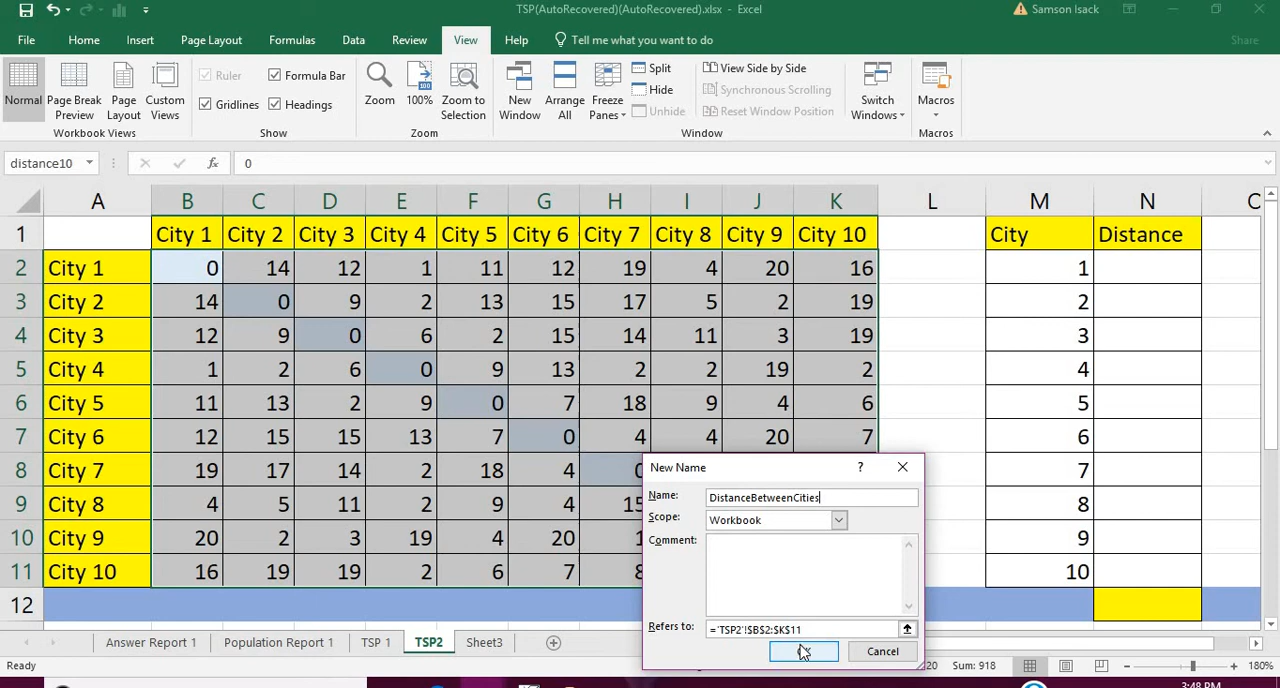 TSP(AutoRecovered)(AutoRecovered).xlsx - Excel
Samson Isack
File Home Insert Page Layout Formulas Data Review View Help Tell me what you want to do Share
Normal Page Break Preview Page Layout Custom Views
Workbook Views
Ruler Formula Bar
Gridlines Headings
Show
Zoom 100% Zoom to Selection
Zoom
New Window Arrange All Freeze Panes
Split
Hide
Unhide
View Side by Side
Synchronous Scrolling
Reset Window Position
Switch Windows
Window
Macros
Macros
distance10 fx 0
A B C D E F G H I J K L M N C
1 City 1 City 2 City 3 City 4 City 5 City 6 City 7 City 8 City 9 City 10 City Distance
2 City 1 0 14 12 1 11 12 19 4 20 16 1
3 City 2 14 0 9 2 13 15 17 5 2 19 2
4 City 3 12 9 0 6 2 15 14 11 3 19 3
5 City 4 1 2 6 0 9 13 2 2 19 2 4
6 City 5 11 13 2 9 0 7 18 9 4 6 5
7 City 6 12 15 15 13 7 0 4 4 20 7 6
8 City 7 19 17 14 2 18 4 0 7
9 City 8 4 5 11 2 9 4 15 8
10 City 9 20 2 3 19 4 20 1 9
11 City 10 16 19 19 2 6 7 8 10
12
New Name ?
Name: DistanceBetweenCities
Scope: Workbook
Comment:
Refers to: ='TSP2'!$B$2:$K$11
Cancel
Answer Report 1 Population Report 1 TSP 1 TSP2 Sheet3
Ready 20 Sum: 918 180%
3:48 PM